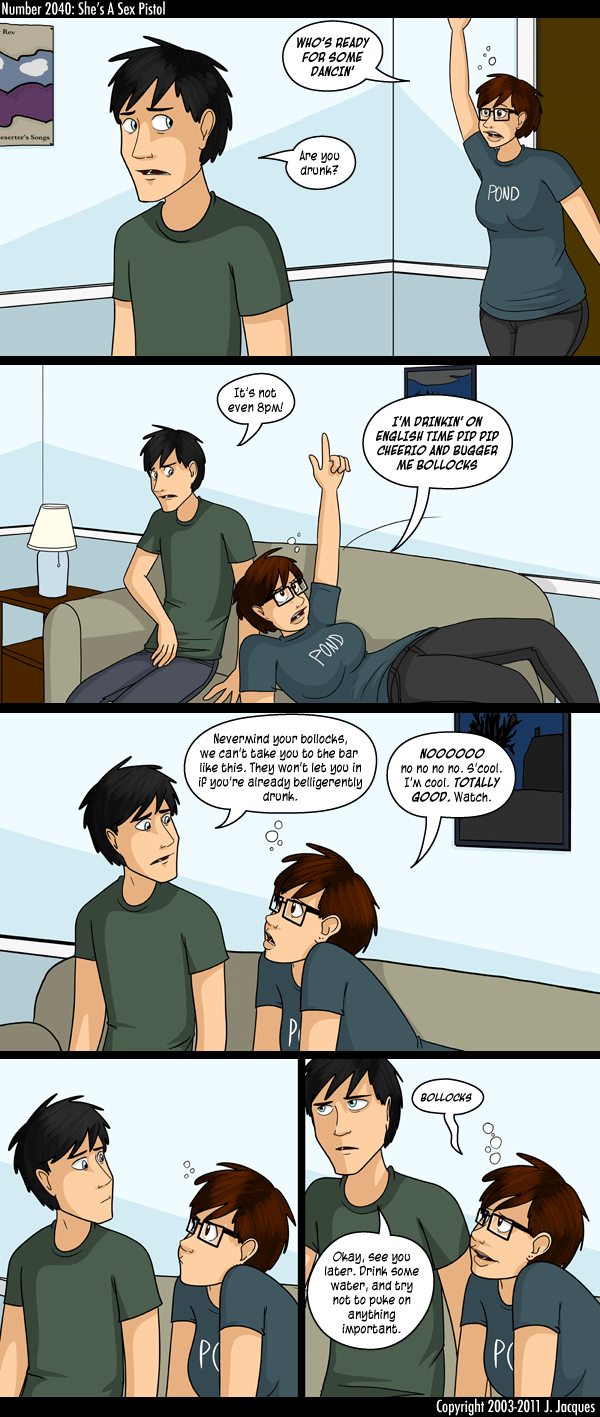 Number 2040: She's A Sex Pistol
Rev
eserter's Songs
WHO'S READY
FOR SOME
DANCIN'
Are you
drunk?
POND
It's not
even 8pm!
I'M DRINKIN' ON
ENGLISH TIME PIP PIP
CHEERIO AND BUGGER
ME BOLLOCKS
POND
Nevermind your bollocks,
we can't take you to the bar
like this. They won't let you in
if you're already belligerently
drunk.
NOOOOOO
no no no no. S'cool.
I'm cool. TOTALLY
GOOD. Watch.
P
P
BOLLOCKS
Okay, see you
later. Drink some
water, and try
not to puke on
anything
important.
P
Copyright 2003-2011 J. Jacques